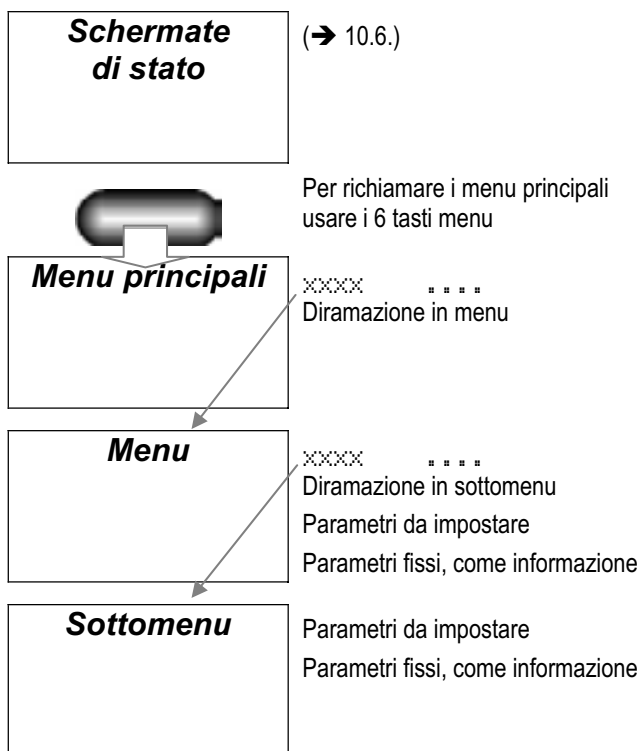 Schermate
di stato
(➔ 10.6.)
Per richiamare i menu principali
usare i 6 tasti menu
Menu principali
XXXX ....
Diramazione in menu
Menu
XXXX ....
Diramazione in sottomenu
Parametri da impostare
Parametri fissi, come informazione
Sottomenu
Parametri da impostare
Parametri fissi, come informazione